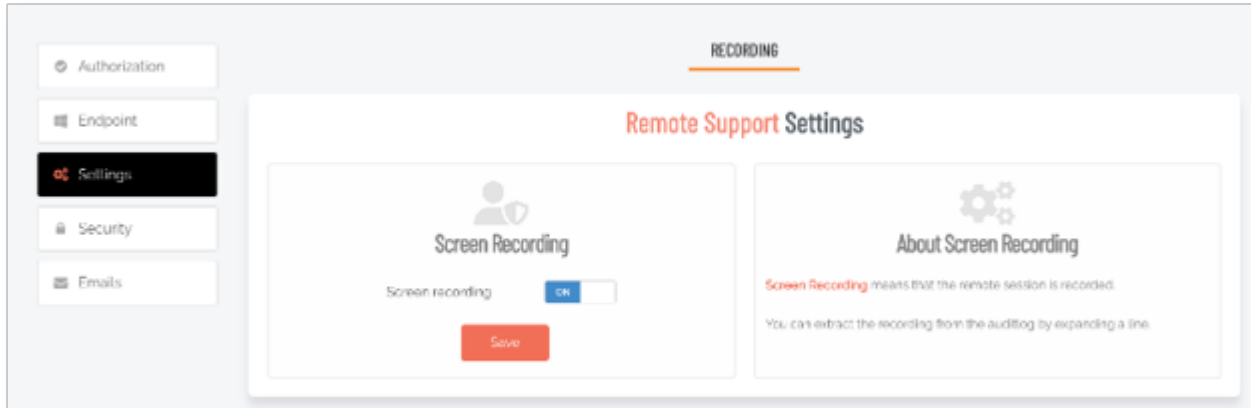 Authorization
Endpoint
Settings
Security
Emails
RECORDING
Remote Support Settings
Screen Recording
Screen recording ON
Save
About Screen Recording
Screen Recording means that the remote session is recorded.
You can extract the recording from the auditlog by expanding a line.